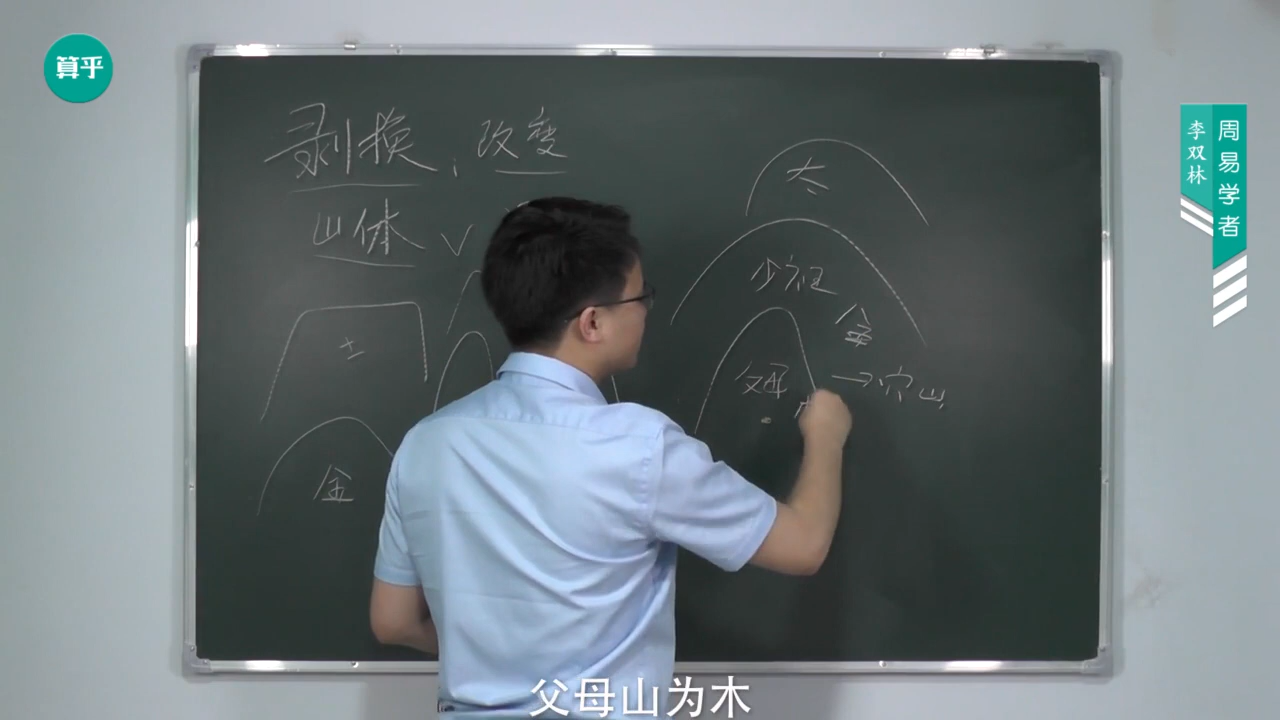 算乎
周易学者
李双林
剥换、改变
山体
太
少祖
金
父母 → 穴山
土
金
父母山为木